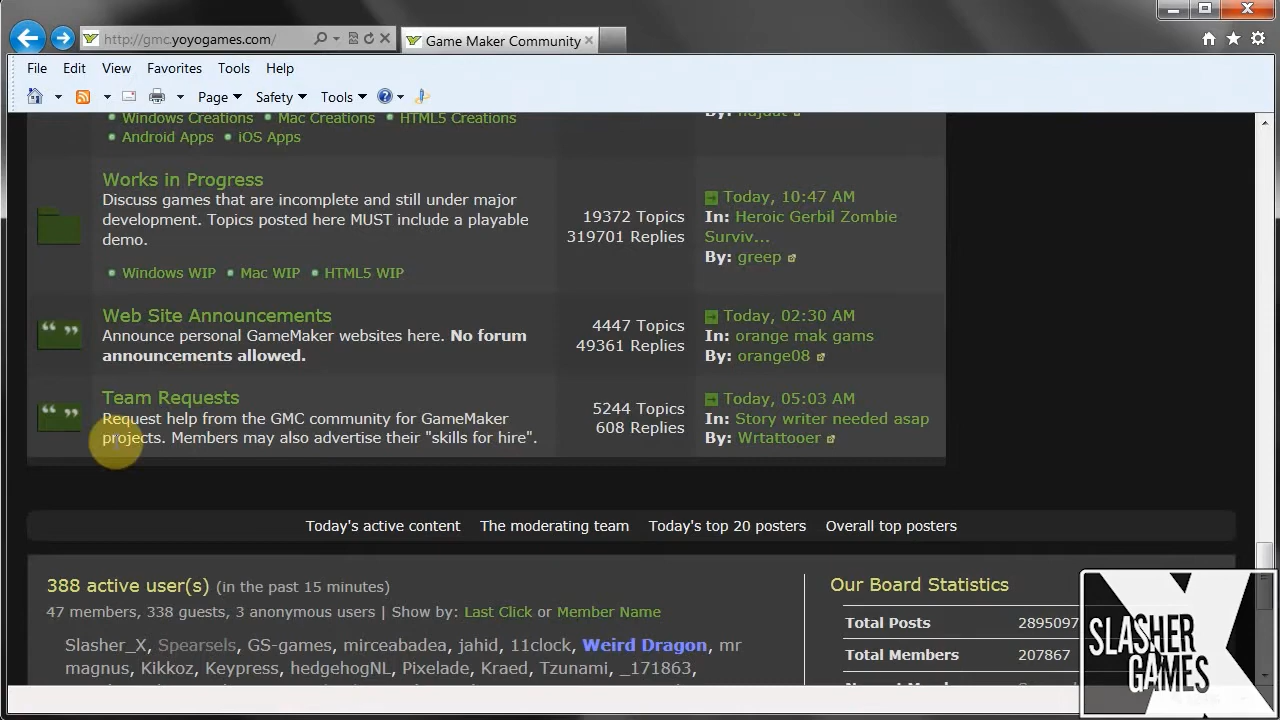 http://gmc.yoyogames.com/
Game Maker Community
File Edit View Favorites Tools Help
Page Safety Tools
Windows Creations Mac Creations HTML5 Creations
Android Apps iOS Apps
By:
Works in Progress
Discuss games that are incomplete and still under major
development. Topics posted here MUST include a playable
demo.
Windows WIP Mac WIP HTML5 WIP
19372 Topics
319701 Replies
Today, 10:47 AM
In: Heroic Gerbil Zombie
Surviv...
By: greep
Web Site Announcements
Announce personal GameMaker websites here. No forum
announcements allowed.
4447 Topics
49361 Replies
Today, 02:30 AM
In: orange mak gams
By: orange08
Team Requests
Request help from the GMC community for GameMaker
projects. Members may also advertise their "skills for hire".
5244 Topics
608 Replies
Today, 05:03 AM
In: Story writer needed asap
By: Wrtattooer
Today's active content The moderating team Today's top 20 posters Overall top posters
388 active user(s) (in the past 15 minutes)
47 members, 338 guests, 3 anonymous users | Show by: Last Click or Member Name
Slasher_X, Spearsels, GS-games, mirceabadea, jahid, 11clock, Weird Dragon, mr
magnus, Kikkoz, Keypress, hedgehogNL, Pixelade, Kraed, Tzunami, _171863,
Our Board Statistics
Total Posts 2895097
Total Members 207867
SLASHER
GAMES